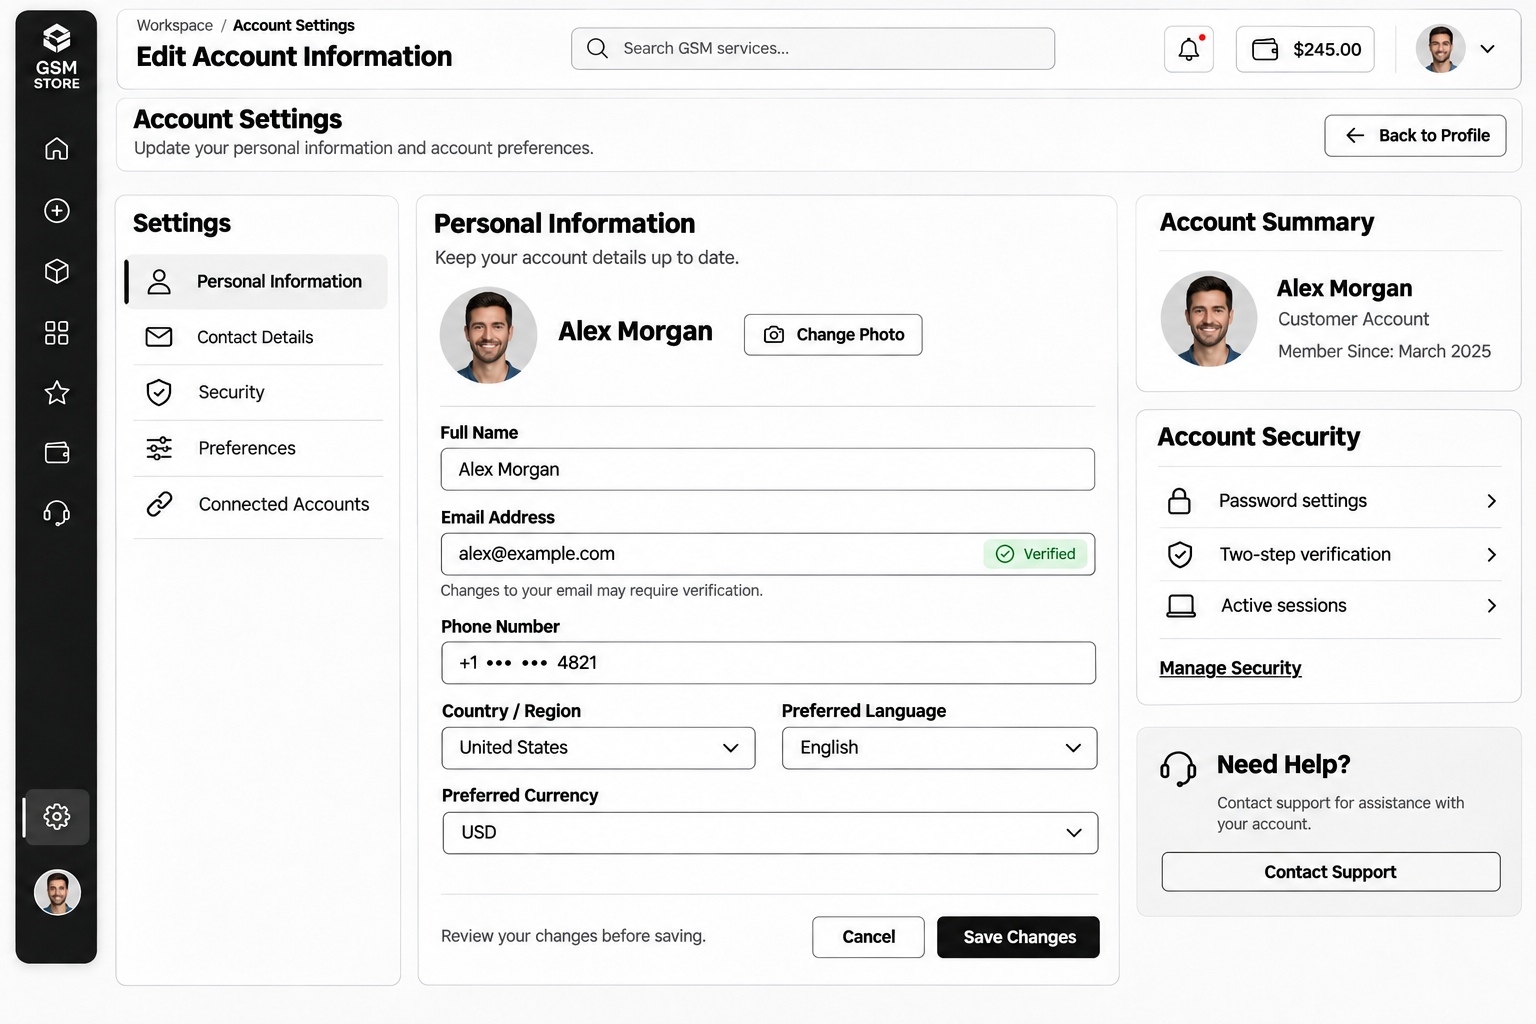 GSM
STORE
Workspace / Account Settings
Edit Account Information
Search GSM services...
$245.00
Account Settings
Update your personal information and account preferences.
Back to Profile
Settings
Personal Information
Contact Details
Security
Preferences
Connected Accounts
Personal Information
Keep your account details up to date.
Alex Morgan
Change Photo
Full Name
Alex Morgan
Email Address
alex@example.com
Verified
Changes to your email may require verification.
Phone Number
+1 ••• ••• 4821
Country / Region
Preferred Language
United States
English
Preferred Currency
USD
Review your changes before saving.
Cancel
Save Changes
Account Summary
Alex Morgan
Customer Account
Member Since: March 2025
Account Security
Password settings
Two-step verification
Active sessions
Manage Security
Need Help?
Contact support for assistance with
your account.
Contact Support